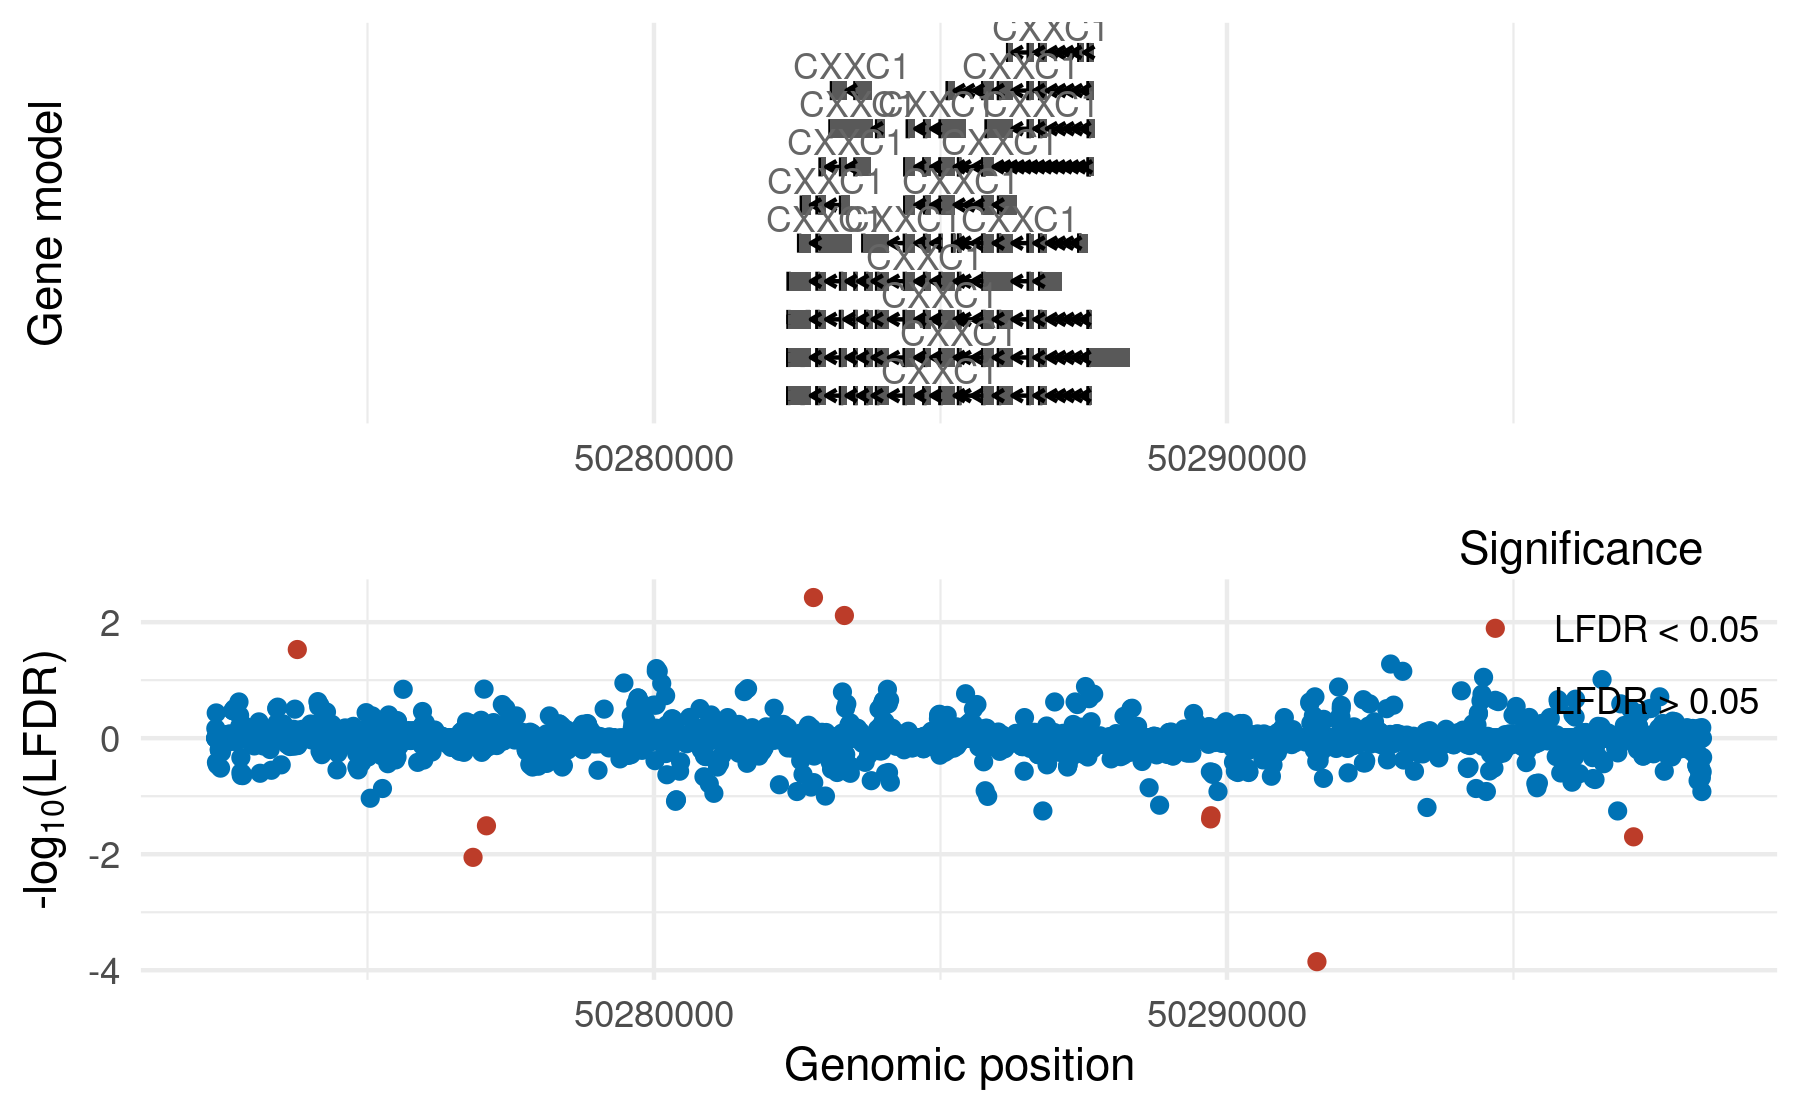 CXXC1
CXXC1 CXXC1
CXXC1 CXXC1 CXXC1
CXXC1 CXXC1
CXXC1 CXXC1
CXXC1 CXXC1 CXXC1
CXXC1
CXXC1
CXXC1
CXXC1
Gene model
50280000 50290000
Significance
LFDR < 0.05
LFDR > 0.05
2
0
-2
-4
-log10(LFDR)
50280000 50290000
Genomic position